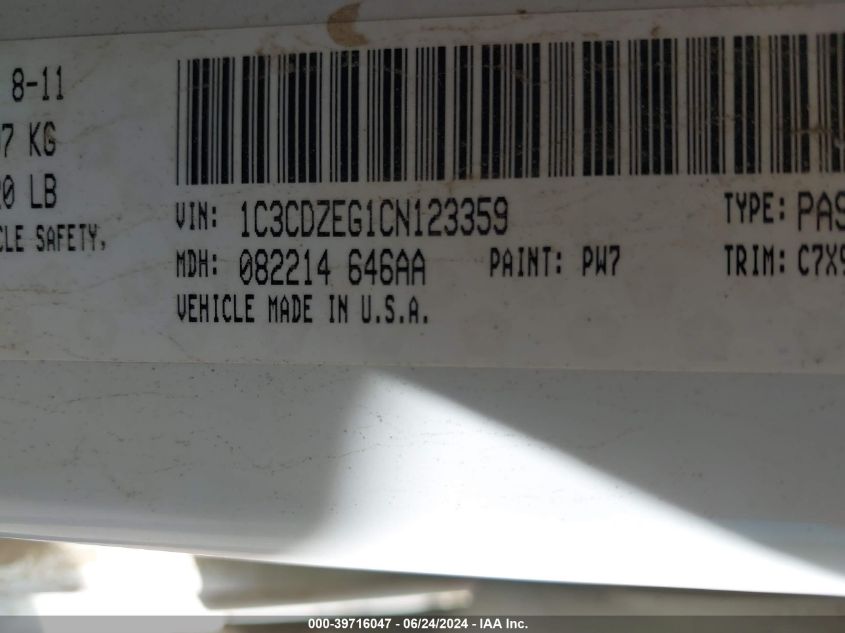 8-11
7 KG
0 LB
CLE SAFETY,
VIN: 1C3CDZEG1CN123359 TYPE: PAS
MDH: 082214 646AA PAINT: PW7 TRIM: C7X9
VEHICLE MADE IN U.S.A.
000-39716047 - 06/24/2024 - IAA Inc.